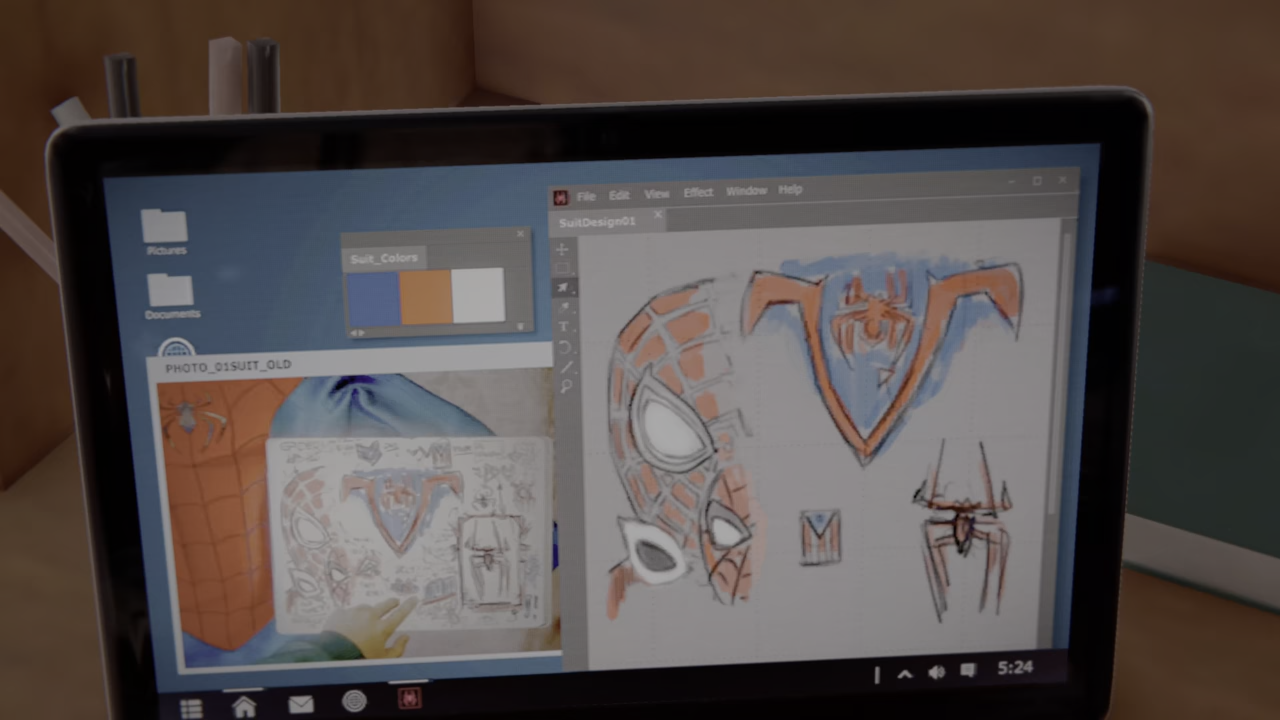 File Edit View Effect Window Help
SuitDesign01
Pictures
Suit_Colors
Documents
PHOTO_01SUIT_OLD
T
M
5:24